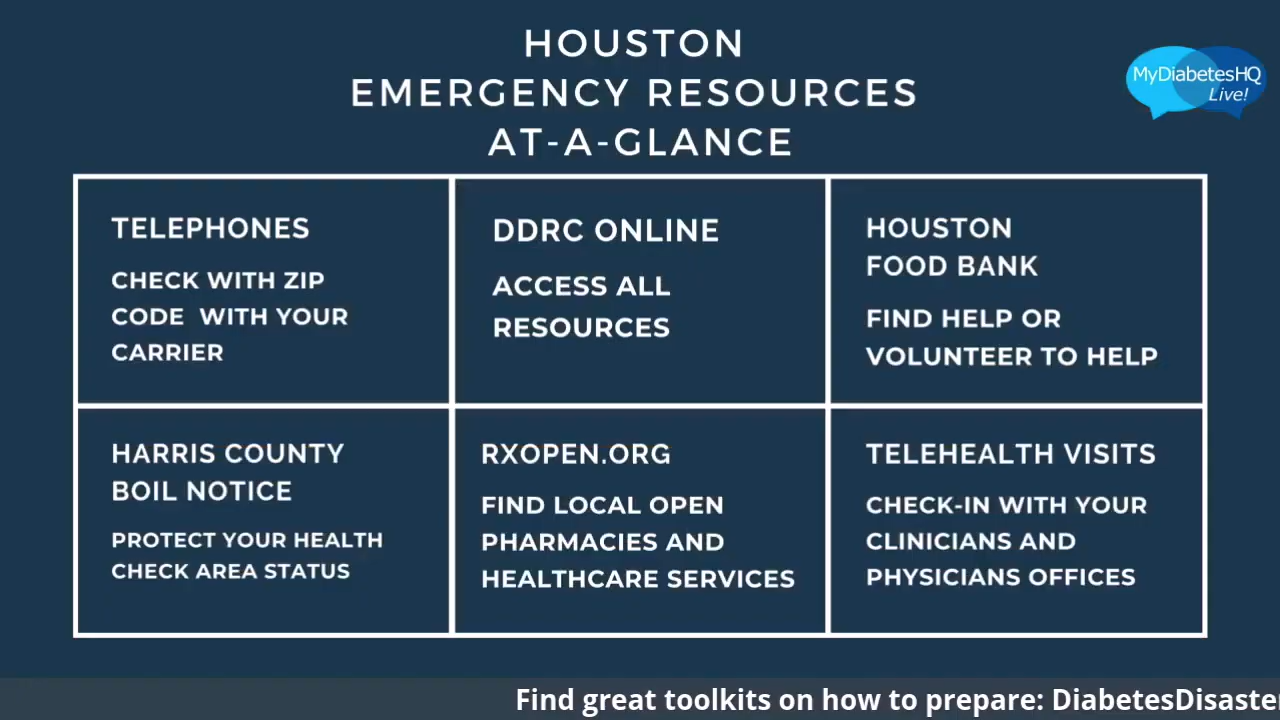 HOUSTON
EMERGENCY RESOURCES
AT-A-GLANCE
MyDiabetesHQ
Live!
TELEPHONES
CHECK WITH ZIP
CODE WITH YOUR
CARRIER
DDRC ONLINE
ACCESS ALL
RESOURCES
HOUSTON
FOOD BANK
FIND HELP OR
VOLUNTEER TO HELP
HARRIS COUNTY
BOIL NOTICE
PROTECT YOUR HEALTH
CHECK AREA STATUS
RXOPEN.ORG
FIND LOCAL OPEN
PHARMACIES AND
HEALTHCARE SERVICES
TELEHEALTH VISITS
CHECK-IN WITH YOUR
CLINICIANS AND
PHYSICIANS OFFICES
Find great toolkits on how to prepare: DiabetesDisaster